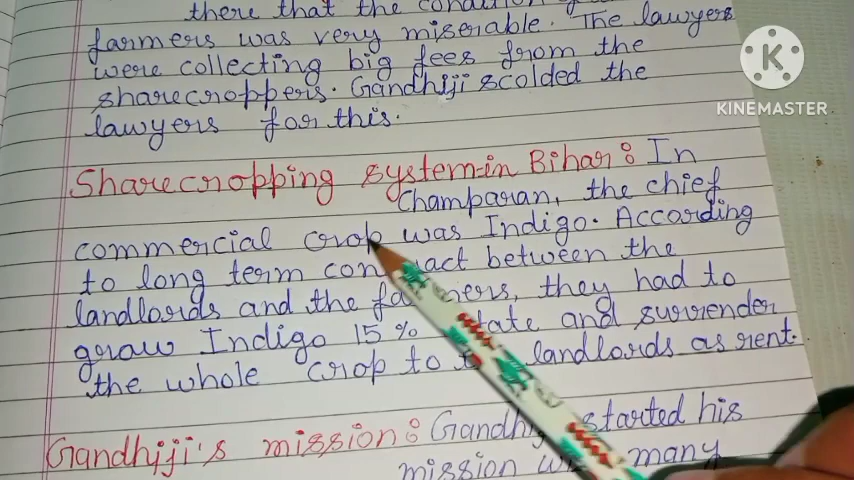 there that the condition
farmers was very miserable. The lawyers
were collecting big fees from the
sharecroppers. Gandhiji scolded the
lawyers for this.
Sharecropping system in Bihar: In
Champaran, the chief
commercial crop was Indigo. According
to long term between the
landlords and the they had to
grow Indigo 15% and surrender
the whole crop to landlords as rent.
Gandhiji's mission: started his
mission many
K
KINEMASTER